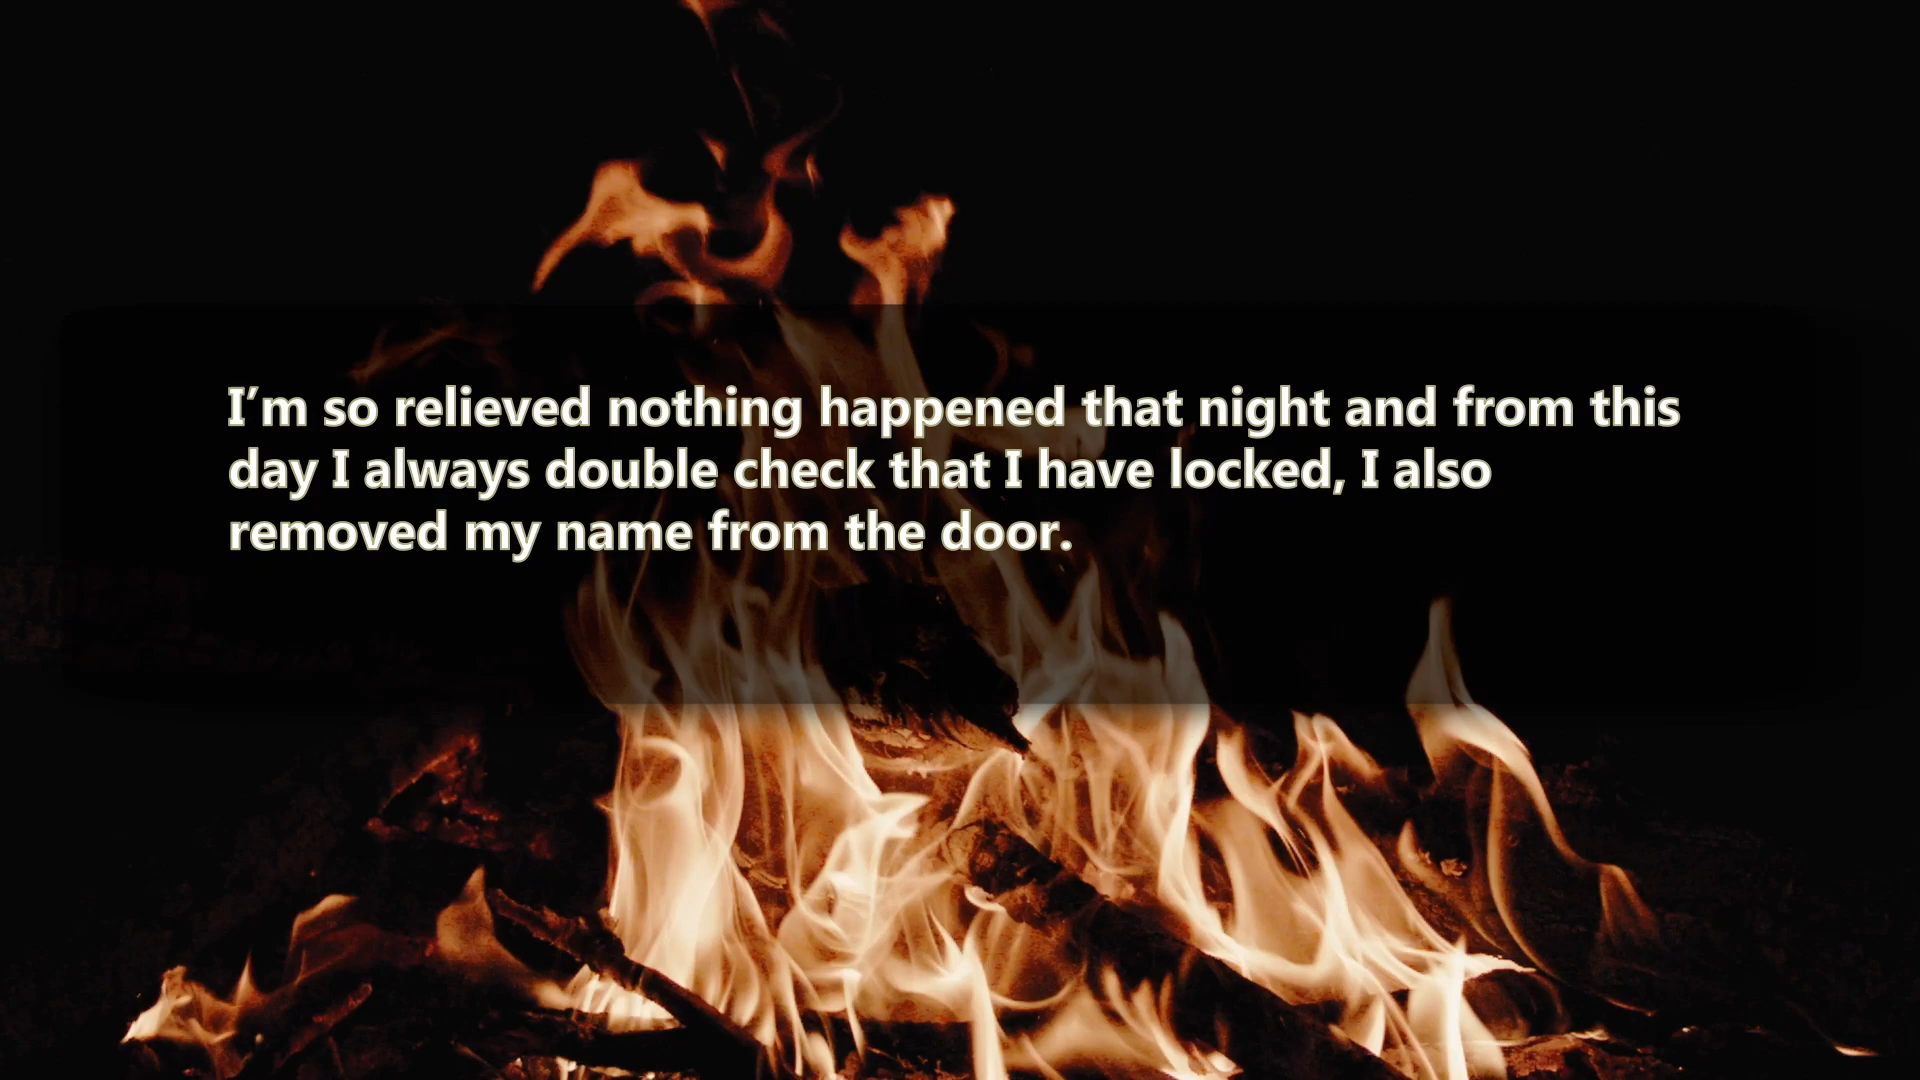 I’m so relieved nothing happened that night and from this
day I always double check that I have locked, I also
removed my name from the door.